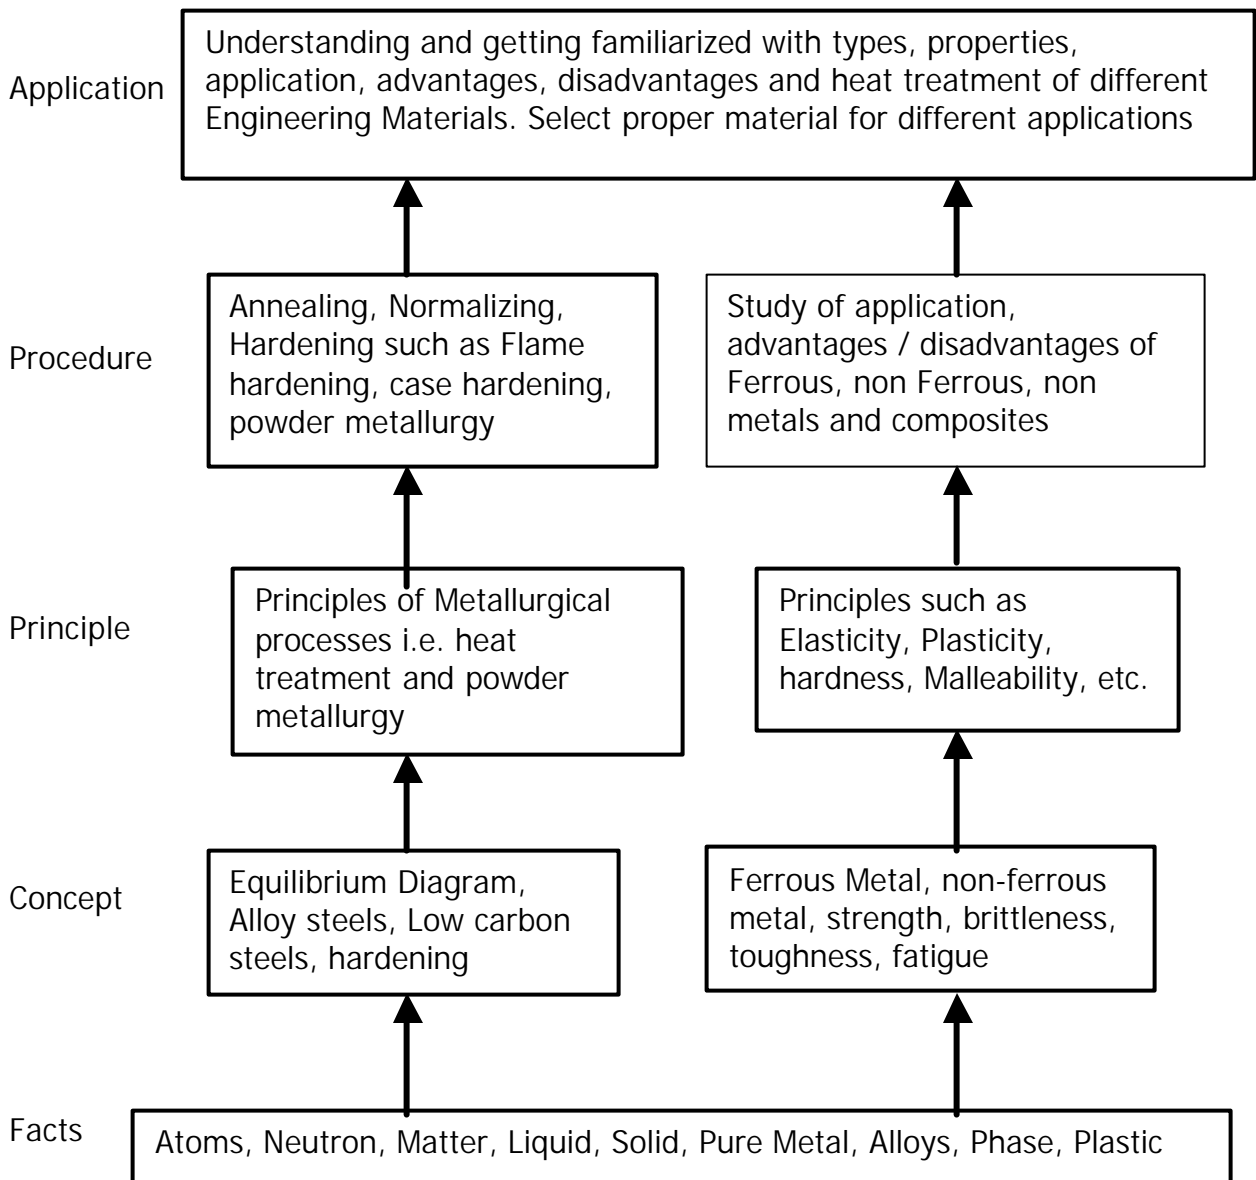 Application
Understanding and getting familiarized with types, properties,
application, advantages, disadvantages and heat treatment of different
Engineering Materials. Select proper material for different applications
Procedure
Annealing, Normalizing,
Hardening such as Flame
hardening, case hardening,
powder metallurgy
Study of application,
advantages / disadvantages of
Ferrous, non Ferrous, non
metals and composites
Principle
Principles of Metallurgical
processes i.e. heat
treatment and powder
metallurgy
Principles such as
Elasticity, Plasticity,
hardness, Malleability, etc.
Concept
Equilibrium Diagram,
Alloy steels, Low carbon
steels, hardening
Ferrous Metal, non-ferrous
metal, strength, brittleness,
toughness, fatigue
Facts
Atoms, Neutron, Matter, Liquid, Solid, Pure Metal, Alloys, Phase, Plastic